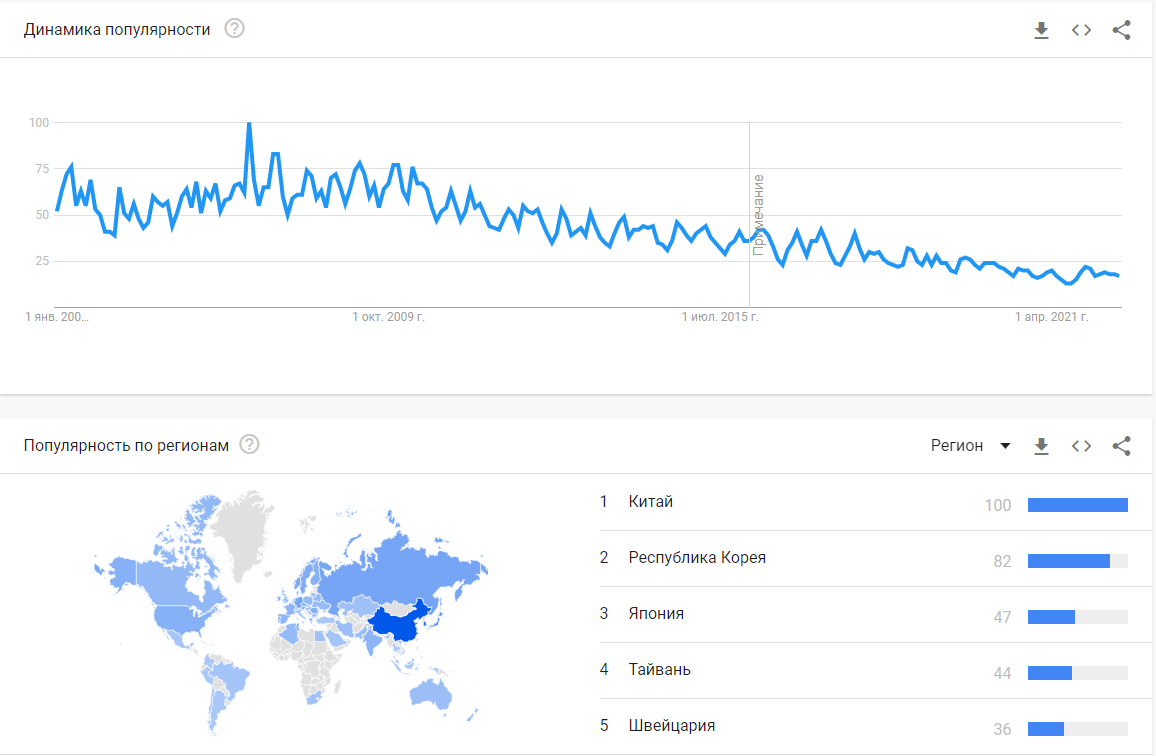 Динамика популярности ?
100
75
50
25
Примечание
1 янв. 200...
1 окт. 2009 г.
1 июл. 2015 г.
1 апр. 2021 г.
Популярность по регионам ?
Регион
1 Китай 100
2 Республика Корея 82
3 Япония 47
4 Тайвань 44
5 Швейцария 36